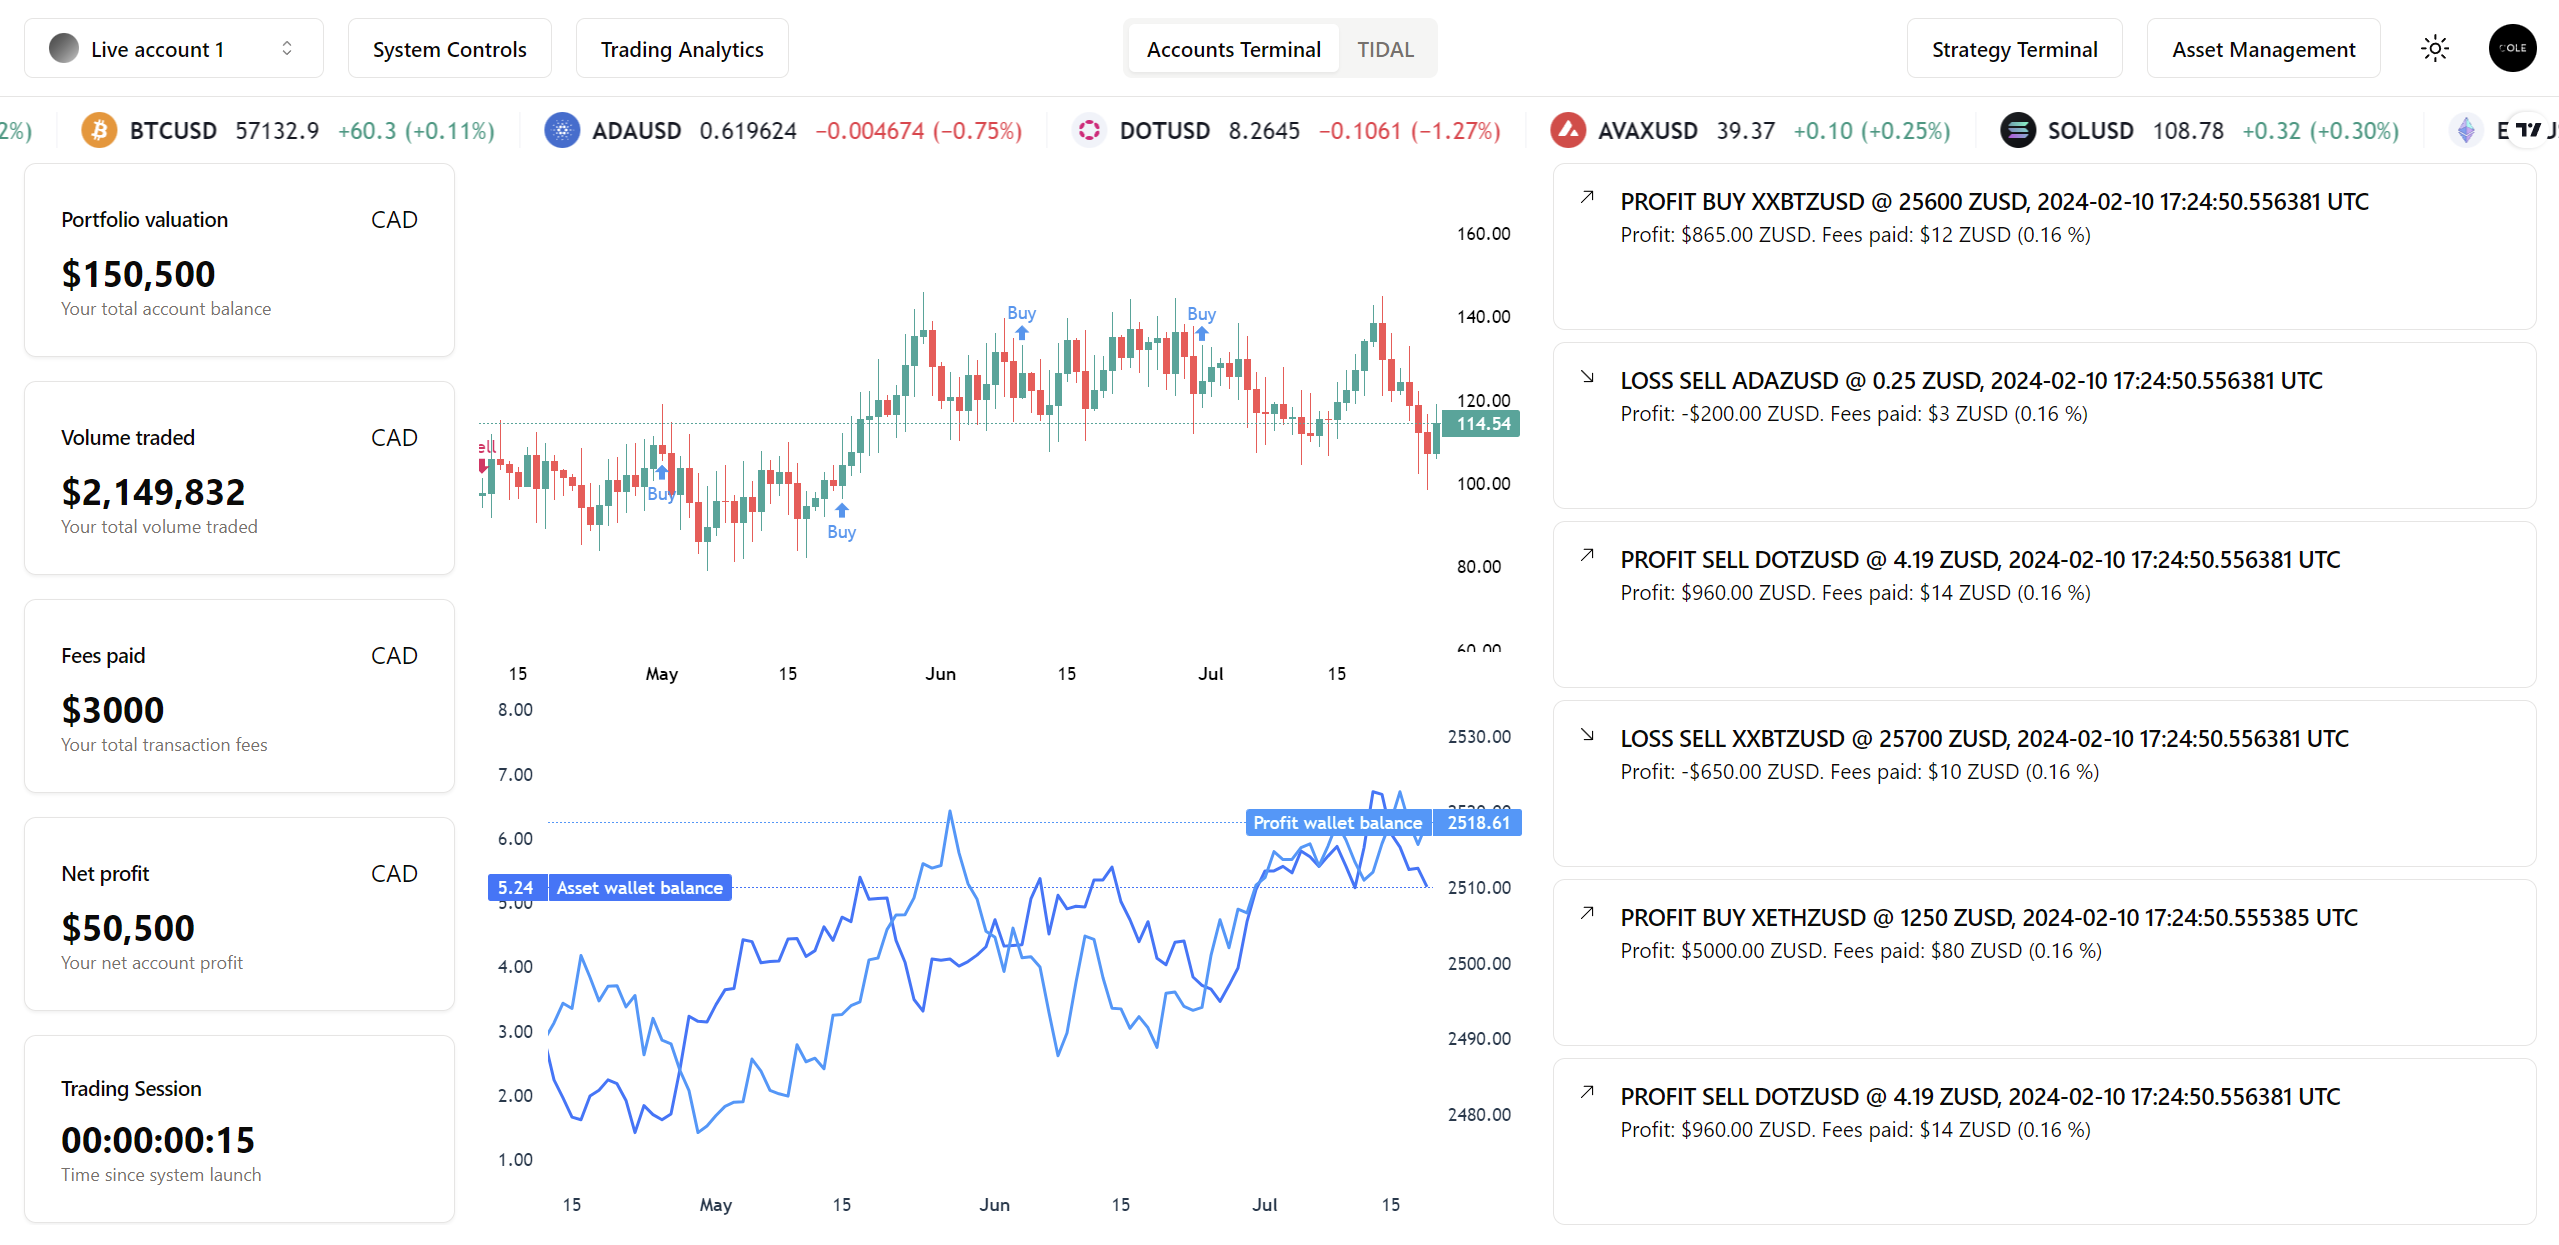 Live account 1
System Controls
Trading Analytics
Accounts Terminal
TIDAL
Strategy Terminal
Asset Management
COLE
2%)
BTCUSD 57132.9 +60.3 (+0.11%)
ADAUSD 0.619624 −0.004674 (−0.75%)
DOTUSD 8.2645 −0.1061 (−1.27%)
AVAXUSD 39.37 +0.10 (+0.25%)
SOLUSD 108.78 +0.32 (+0.30%)
Portfolio valuation CAD
$150,500
Your total account balance
Volume traded CAD
$2,149,832
Your total volume traded
Fees paid CAD
$3000
Your total transaction fees
Net profit CAD
$50,500
Your net account profit
Trading Session
00:00:00:15
Time since system launch
160.00
140.00
120.00
114.54
100.00
80.00
60.00
ell
Buy
Buy
Buy
Buy
15 May 15 Jun 15 Jul 15
8.00
7.00
6.00
5.24 Asset wallet balance
5.00
4.00
3.00
2.00
1.00
2530.00
Profit wallet balance 2518.61
2510.00
2500.00
2490.00
2480.00
15 May 15 Jun 15 Jul 15
PROFIT BUY XXBTZUSD @ 25600 ZUSD, 2024-02-10 17:24:50.556381 UTC
Profit: $865.00 ZUSD. Fees paid: $12 ZUSD (0.16 %)
LOSS SELL ADAZUSD @ 0.25 ZUSD, 2024-02-10 17:24:50.556381 UTC
Profit: -$200.00 ZUSD. Fees paid: $3 ZUSD (0.16 %)
PROFIT SELL DOTZUSD @ 4.19 ZUSD, 2024-02-10 17:24:50.556381 UTC
Profit: $960.00 ZUSD. Fees paid: $14 ZUSD (0.16 %)
LOSS SELL XXBTZUSD @ 25700 ZUSD, 2024-02-10 17:24:50.556381 UTC
Profit: -$650.00 ZUSD. Fees paid: $10 ZUSD (0.16 %)
PROFIT BUY XETHZUSD @ 1250 ZUSD, 2024-02-10 17:24:50.555385 UTC
Profit: $5000.00 ZUSD. Fees paid: $80 ZUSD (0.16 %)
PROFIT SELL DOTZUSD @ 4.19 ZUSD, 2024-02-10 17:24:50.556381 UTC
Profit: $960.00 ZUSD. Fees paid: $14 ZUSD (0.16 %)